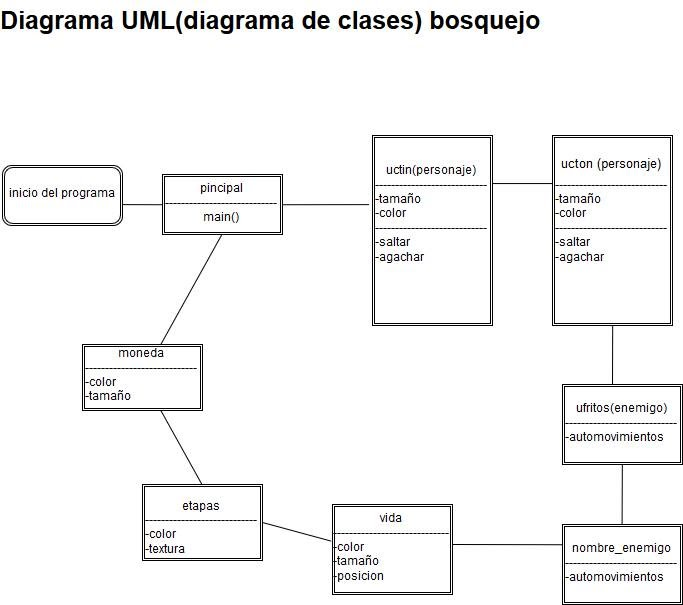 Diagrama UML(diagrama de clases) bosquejo
inicio del programa
pincipal
main()
uctin(personaje)
-tamaño
-color
-saltar
-agachar
ucton (personaje)
-tamaño
-color
-saltar
-agachar
moneda
-color
-tamaño
ufritos(enemigo)
-automovimientos
etapas
-color
-textura
vida
-color
-tamaño
-posicion
nombre_enemigo
-automovimientos